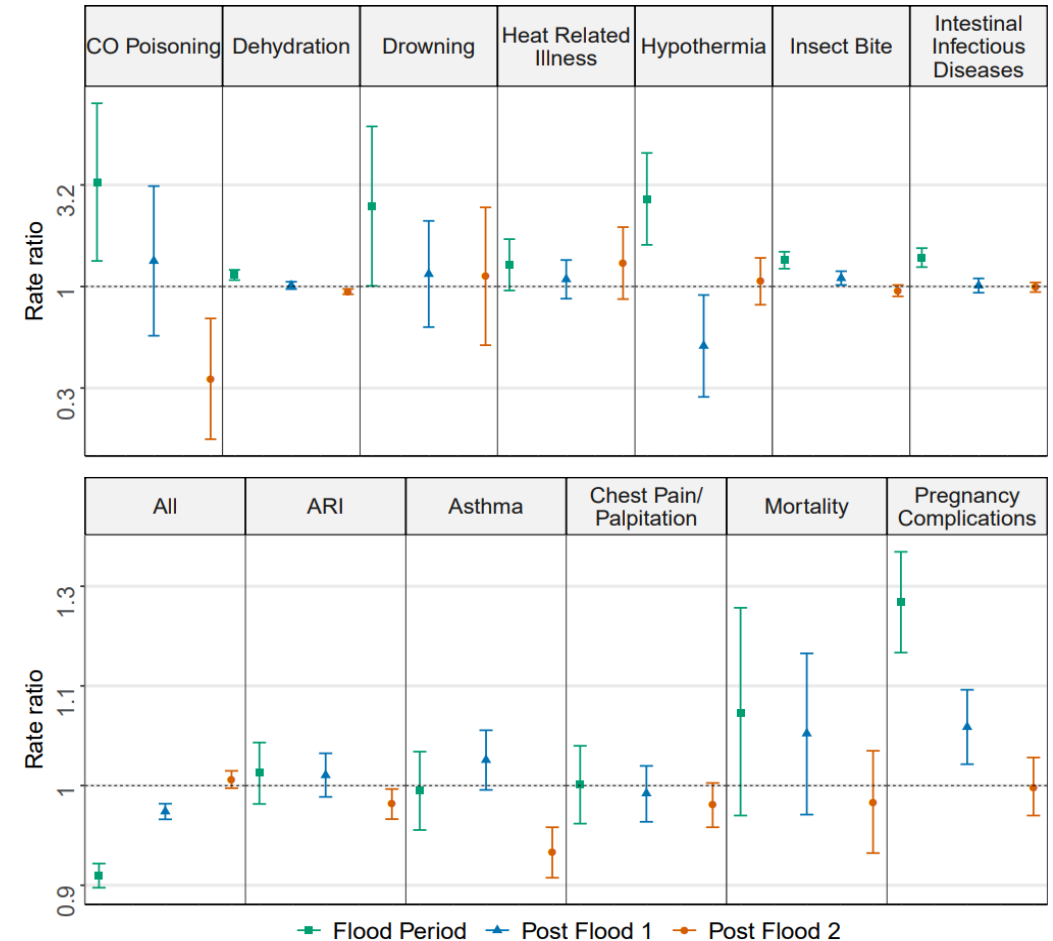 CO Poisoning
Dehydration
Drowning
Heat Related
Illness
Hypothermia
Insect Bite
Intestinal
Infectious
Diseases
Rate ratio
3.2
1
0.3
All
ARI
Asthma
Chest Pain/
Palpitation
Mortality
Pregnancy
Complications
Rate ratio
1.3
1.1
1
0.9
Flood Period
Post Flood 1
Post Flood 2